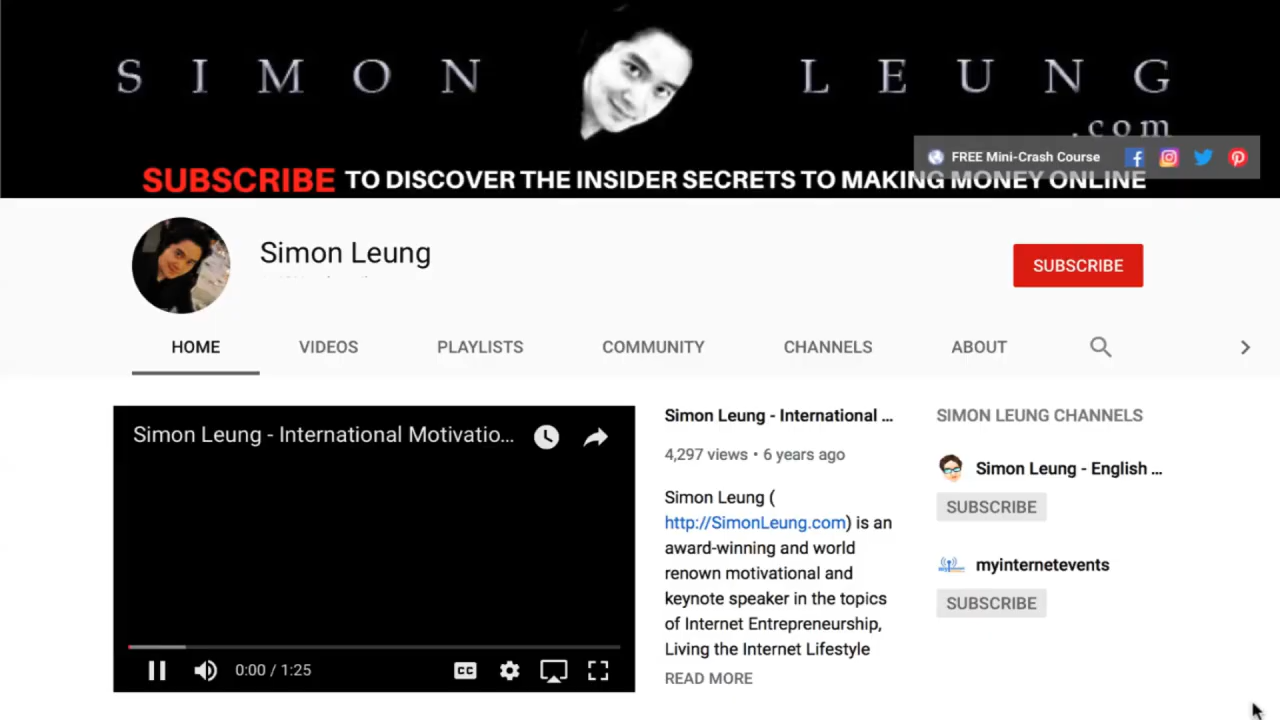 SIMON LEUNG
.com
FREE Mini-Crash Course
SUBSCRIBE TO DISCOVER THE INSIDER SECRETS TO MAKING MONEY ONLINE
Simon Leung
SUBSCRIBE
HOME VIDEOS PLAYLISTS COMMUNITY CHANNELS ABOUT
Simon Leung - International Motivatio...
0:00 / 1:25
CC
Simon Leung - International ...
4,297 views • 6 years ago
Simon Leung (
http://SimonLeung.com) is an
award-winning and world
renown motivational and
keynote speaker in the topics
of Internet Entrepreneurship,
Living the Internet Lifestyle
READ MORE
SIMON LEUNG CHANNELS
Simon Leung - English ...
SUBSCRIBE
myinternetevents
SUBSCRIBE